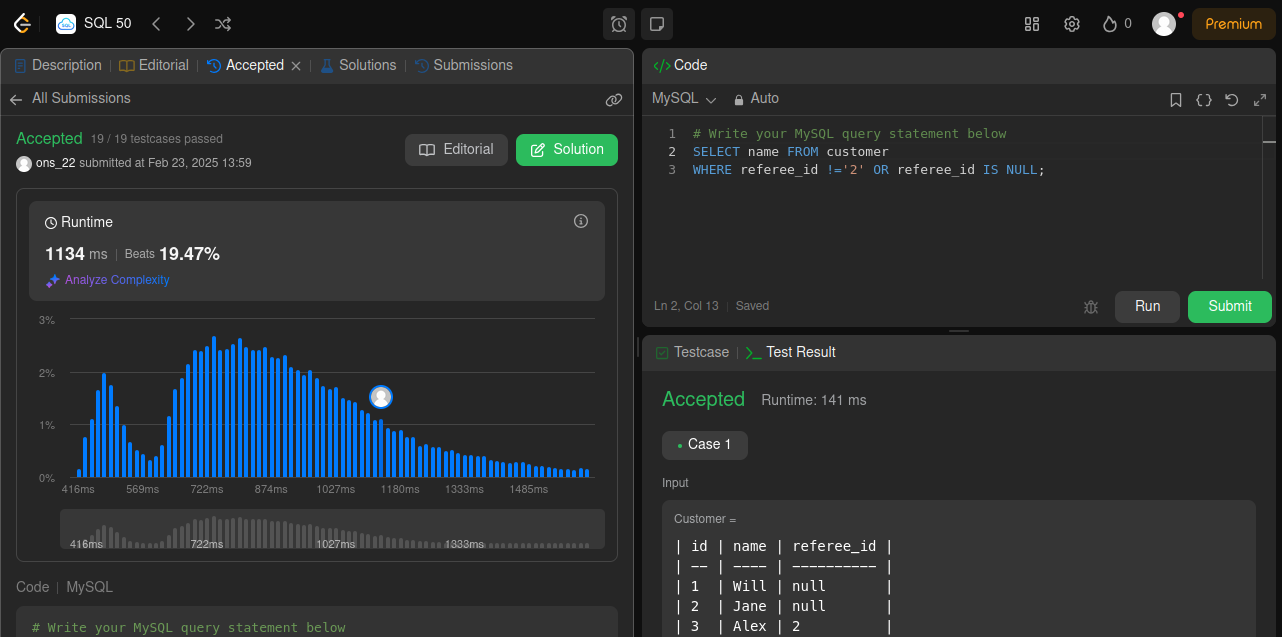 SQL 50
0
Premium
Description | Editorial | Accepted | Solutions | Submissions
All Submissions
Accepted 19 / 19 testcases passed
ons_22 submitted at Feb 23, 2025 13:59
Editorial
Solution
Runtime
1134 ms | Beats 19.47%
Analyze Complexity
3%
2%
1%
0%
416ms 569ms 722ms 874ms 1027ms 1180ms 1333ms 1485ms
416ms 722ms 1027ms 1333ms
Code | MySQL
# Write your MySQL query statement below
</> Code
MySQL Auto
1 # Write your MySQL query statement below
2 SELECT name FROM customer
3 WHERE referee_id !='2' OR referee_id IS NULL;
Ln 2, Col 13 | Saved
Run
Submit
Testcase | >_ Test Result
Accepted Runtime: 141 ms
• Case 1
Input
Customer =
| id | name | referee_id |
| -- | ---- | ---------- |
| 1 | Will | null |
| 2 | Jane | null |
| 3 | Alex | 2 |